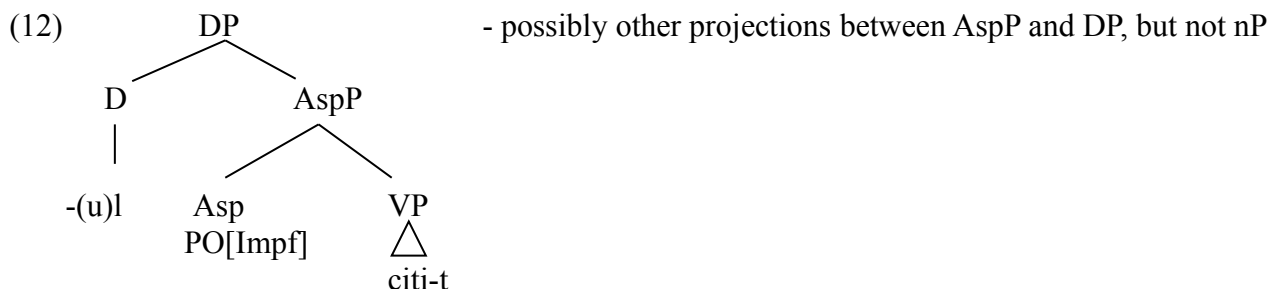 (12) DP - possibly other projections between AspP and DP, but not nP
D AspP
-(u)l Asp VP
PO[Impf]
citi-t